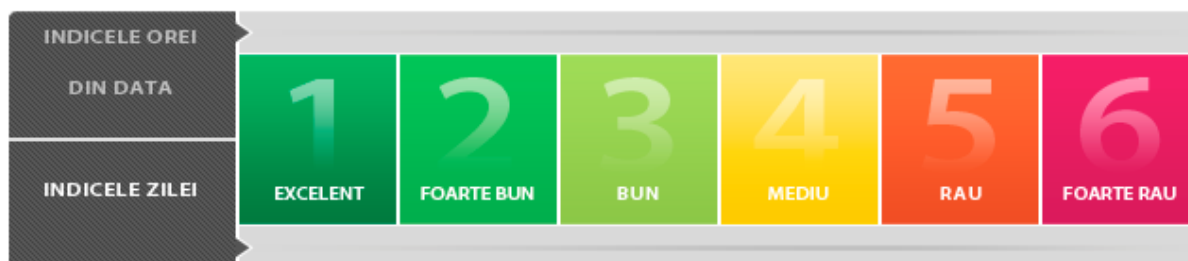 INDICELE OREI
DIN DATA
INDICELE ZILEI
1
EXCELENT
2
FOARTE BUN
3
BUN
4
MEDIU
5
RAU
6
FOARTE RAU